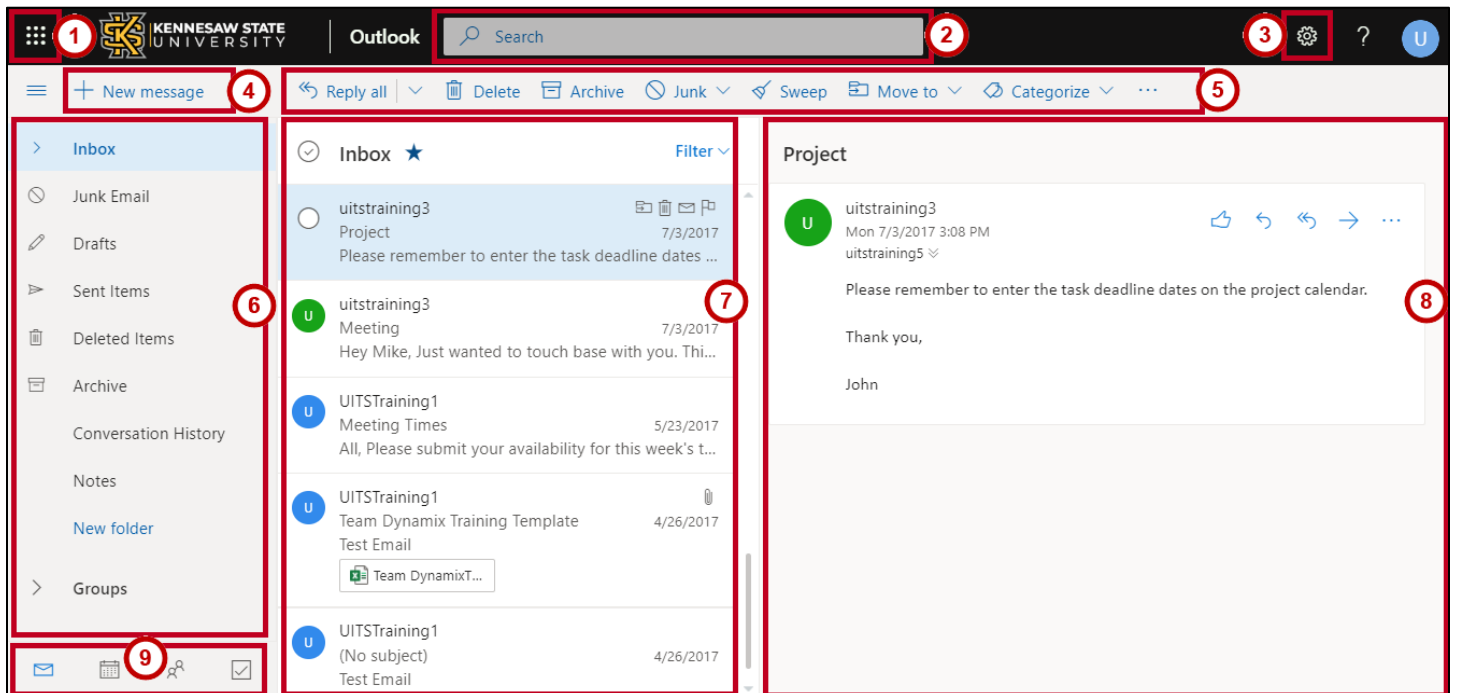 1 KENNESAW STATE UNIVERSITY Outlook Search 2 3 ? U
New message 4 Reply all Delete Archive Junk Sweep Move to Categorize ... 5
Inbox
Junk Email
Drafts
Sent Items
6
Deleted Items
Archive
Conversation History
Notes
New folder
Groups
9
Inbox ★ Filter
uitstraining3
Project 7/3/2017
Please remember to enter the task deadline dates ...
U uitstraining3
7
Meeting 7/3/2017
Hey Mike, Just wanted to touch base with you. Thi...
U UITSTraining1
Meeting Times 5/23/2017
All, Please submit your availability for this week's t...
U UITSTraining1
Team Dynamix Training Template 4/26/2017
Test Email
Team DynamixT...
U UITSTraining1
(No subject) 4/26/2017
Test Email
Project
U uitstraining3
Mon 7/3/2017 3:08 PM
uitstraining5
Please remember to enter the task deadline dates on the project calendar.
8
Thank you,
John